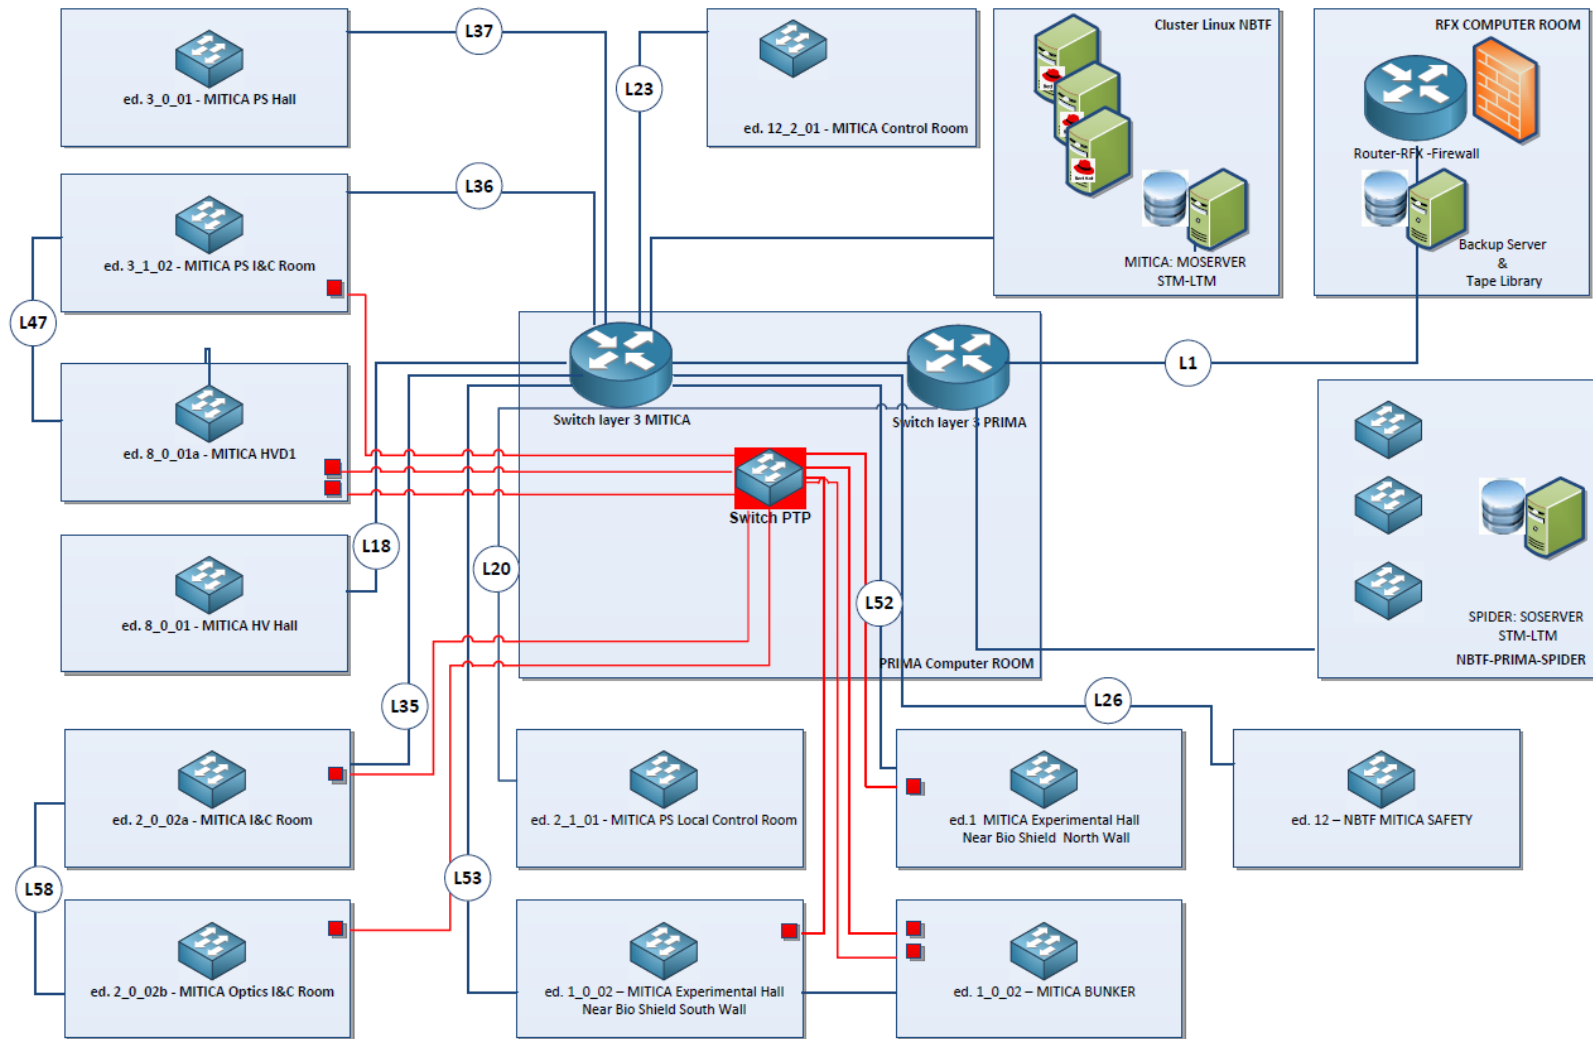 L37
ed. 3_0_01 - MITICA PS Hall
L23
ed. 12_2_01 - MITICA Control Room
Cluster Linux NBTF
MITICA: MOSERVER
STM-LTM
RFX COMPUTER ROOM
Router-RFX -Firewall
Backup Server
&
Tape Library
L36
ed. 3_1_02 - MITICA PS I&C Room
L47
ed. 8_0_01a - MITICA HVD1
L18
ed. 8_0_01 - MITICA HV Hall
Switch layer 3 MITICA
Switch layer 3 PRIMA
L1
Switch PTP
L20
L52
PRIMA Computer ROOM
SPIDER: SOSERVER
STM-LTM
NBTF-PRIMA-SPIDER
L35
L26
ed. 2_0_02a - MITICA I&C Room
ed. 2_1_01 - MITICA PS Local Control Room
ed.1 MITICA Experimental Hall
Near Bio Shield North Wall
ed. 12 – NBTF MITICA SAFETY
L58
L53
ed. 2_0_02b - MITICA Optics I&C Room
ed. 1_0_02 – MITICA Experimental Hall
Near Bio Shield South Wall
ed. 1_0_02 – MITICA BUNKER